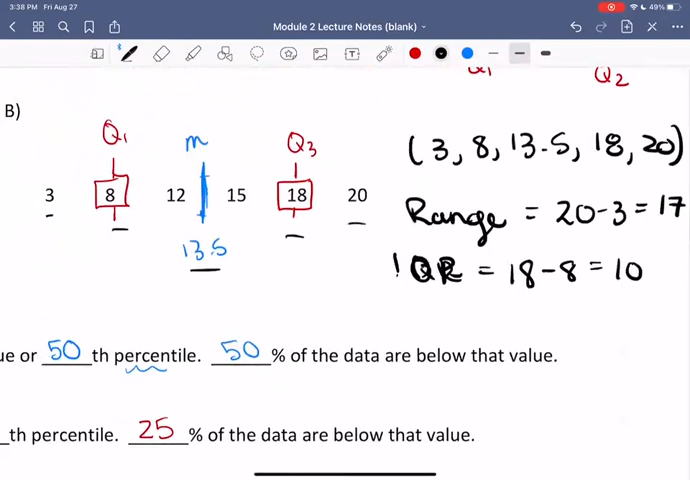 3:38 PM Fri Aug 27 49%
Module 2 Lecture Notes (blank)
Q1 Q2
B)
Q1 m Q3
3 8 12 15 18 20
13.5
(3, 8, 13.5, 18, 20)
Range = 20-3 = 17
IQR = 18-8 = 10
ue or 50 th percentile. 50 % of the data are below that value.
th percentile. 25 % of the data are below that value.